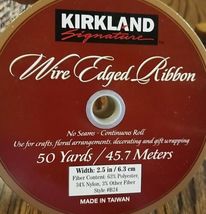 KIRKLAND
Signature
Wire Edged Ribbon
No Seams - Continuous Roll
Use for crafts, floral arrangements, decorating and gift wrapping
50 Yards / 45.7 Meters
Width: 2.5 in / 6.3 cm
Fiber Content: 63% Polyester,
34% Nylon, 3% Other Fiber
Style #B24
MADE IN TAIWAN